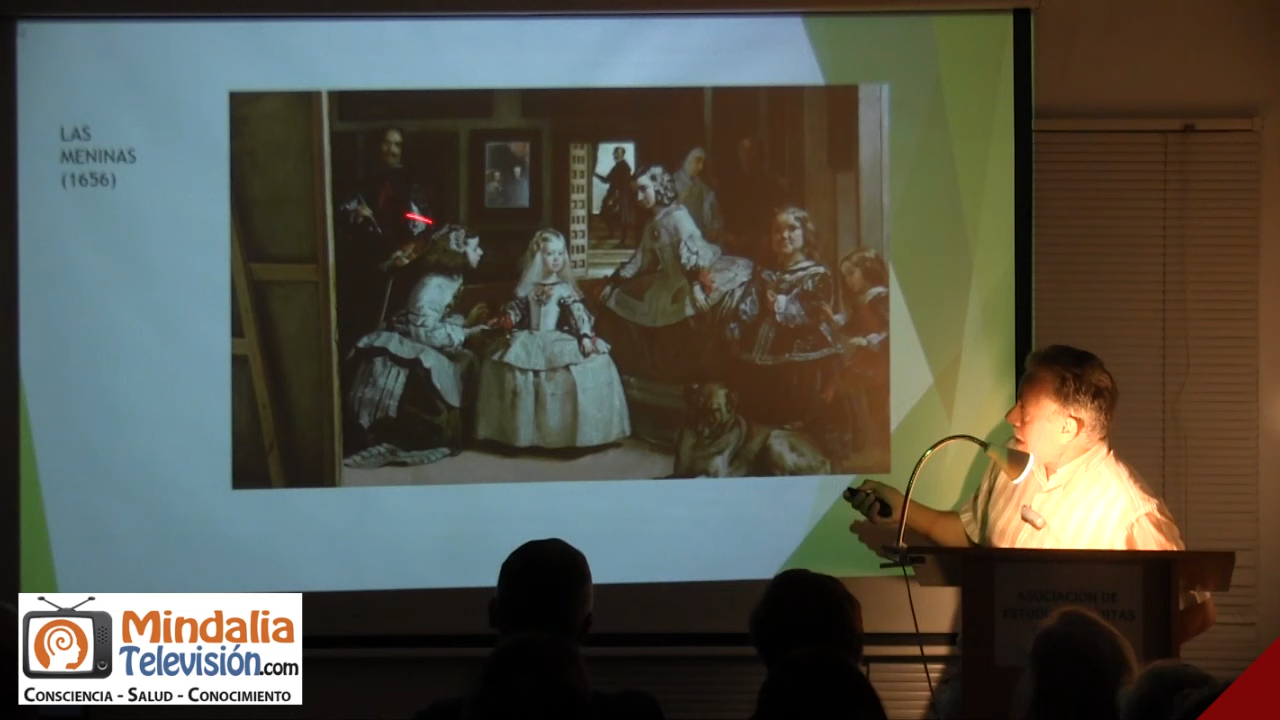 LAS
MENINAS
(1656)
ASOCIACIÓN DE
Mindalia
Televisión.com
CONSCIENCIA - SALUD - CONOCIMIENTO